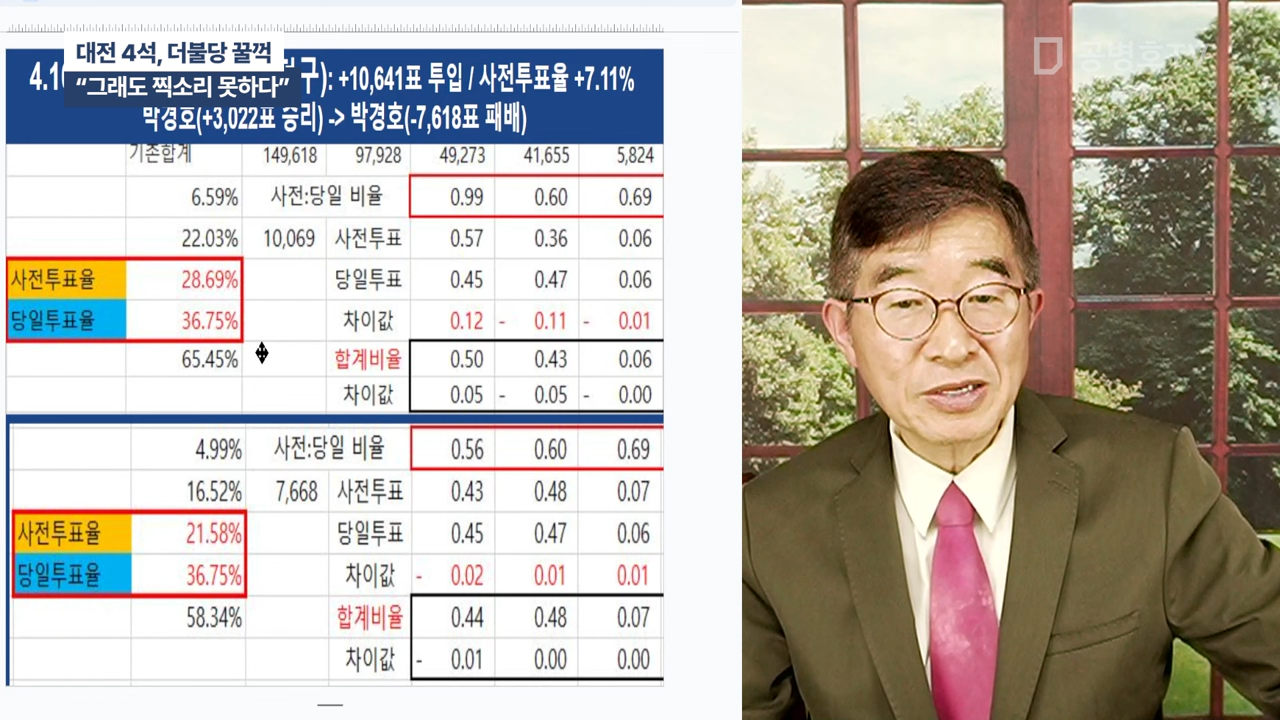 대전 4석, 더불당 꿀꺽
“그래도 찍소리 못하다”
4.1 구): +10,641표 투입 / 사전투표율 +7.11%
박경호(+3,022표 승리) -> 박경호(-7,618표 패배)
기존합계 149,618 97,928 49,273 41,655 5,824
6.59% 사전:당일 비율 0.99 0.60 0.69
22.03% 10,069 사전투표 0.57 0.36 0.06
사전투표율 28.69% 당일투표 0.45 0.47 0.06
당일투표율 36.75% 차이값 0.12 - 0.11 - 0.01
65.45% 합계비율 0.50 0.43 0.06
차이값 0.05 - 0.05 - 0.00
4.99% 사전:당일 비율 0.56 0.60 0.69
16.52% 7,668 사전투표 0.43 0.48 0.07
사전투표율 21.58% 당일투표 0.45 0.47 0.06
당일투표율 36.75% 차이값 - 0.02 0.01 0.01
58.34% 합계비율 0.44 0.48 0.07
차이값 - 0.01 0.00 0.00
공병호